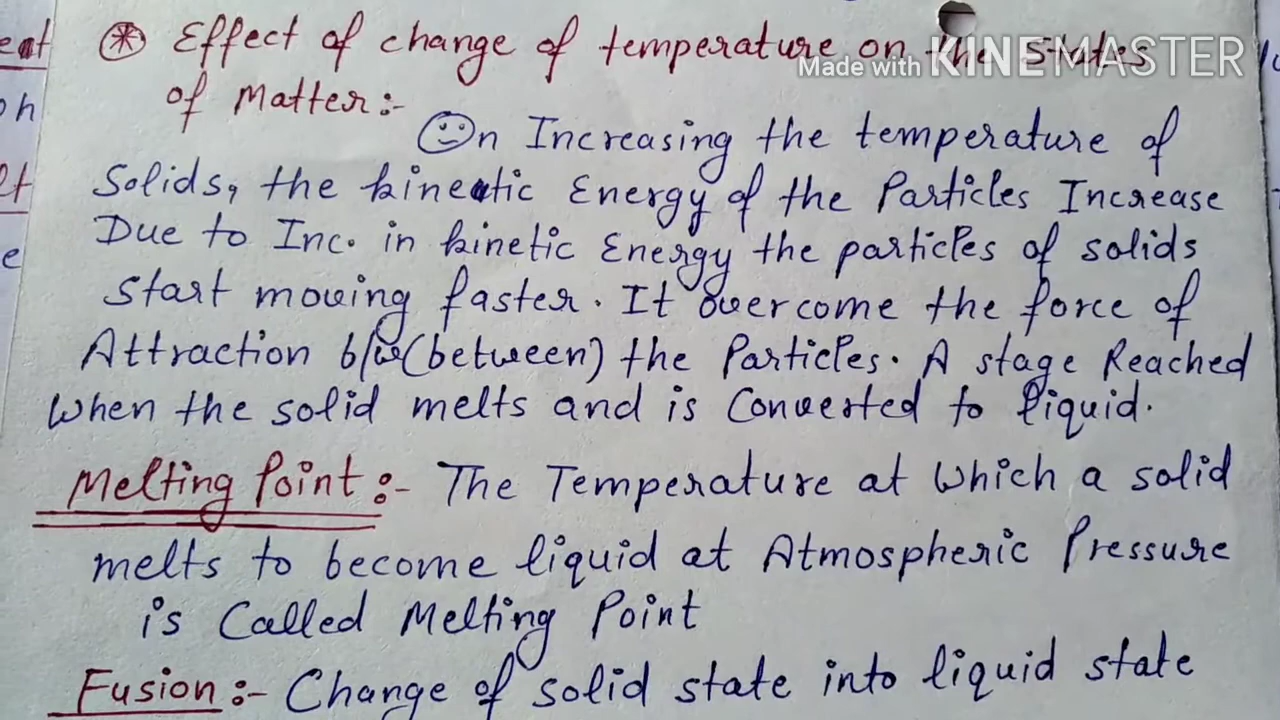 ⊛ Effect of change of temperature on the States
Made with KINEMASTER
of Matter:-
On Increasing the temperature of
Solids, the kinetic Energy of the Particles Increase
Due to Inc. in kinetic Energy the particles of solids
Start moving faster. It overcome the force of
Attraction b/w (between) the Particles. A stage Reached
When the solid melts and is Converted to liquid.
Melting Point:- The Temperature at Which a solid
melts to become liquid at Atmospheric Pressure
is Called Melting Point
Fusion:- Change of solid state into liquid state